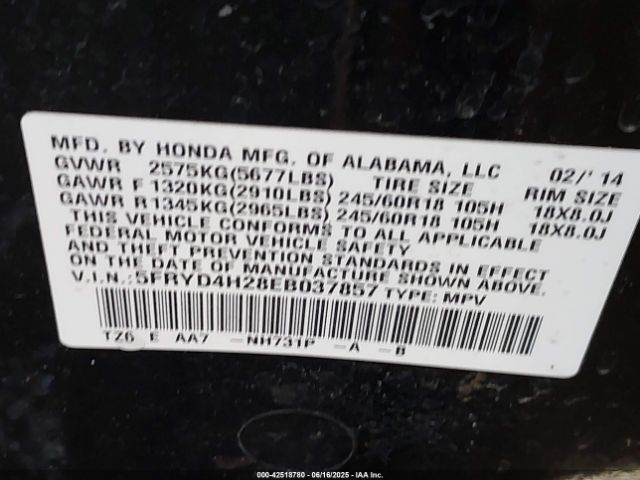 MFD. BY HONDA MFG. OF ALABAMA, LLC 02/' 14
GVWR 2575KG(5677LBS) TIRE SIZE RIM SIZE
GAWR F 1320KG(2910LBS) 245/60R18 105H 18X8.0J
GAWR R1345KG(2965LBS) 245/60R18 105H 18X8.0J
THIS VEHICLE CONFORMS TO ALL APPLICABLE
FEDERAL MOTOR VEHICLE SAFETY
AND THEFT PREVENTION STANDARDS IN EFFECT
ON THE DATE OF MANUFACTURE SHOWN ABOVE.
V.I.N.: 5FRYD4H28EB037857 TYPE: MPV
TZ6 E AA7 -NH731P -A -B
000-42518780 - 06/16/2025 - IAA Inc.